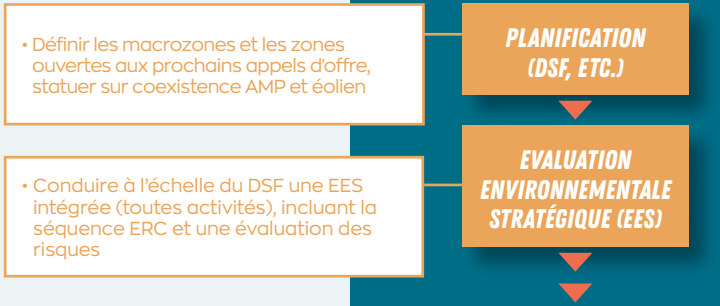 • Définir les macrozones et les zones
ouvertes aux prochains appels d'offre,
statuer sur coexistence AMP et éolien
PLANIFICATION
(DSF, ETC.)
• Conduire à l'échelle du DSF une EES
intégrée (toutes activités), incluant la
séquence ERC et une évaluation des
risques
EVALUATION
ENVIRONNEMENTALE
STRATÉGIQUE (EES)